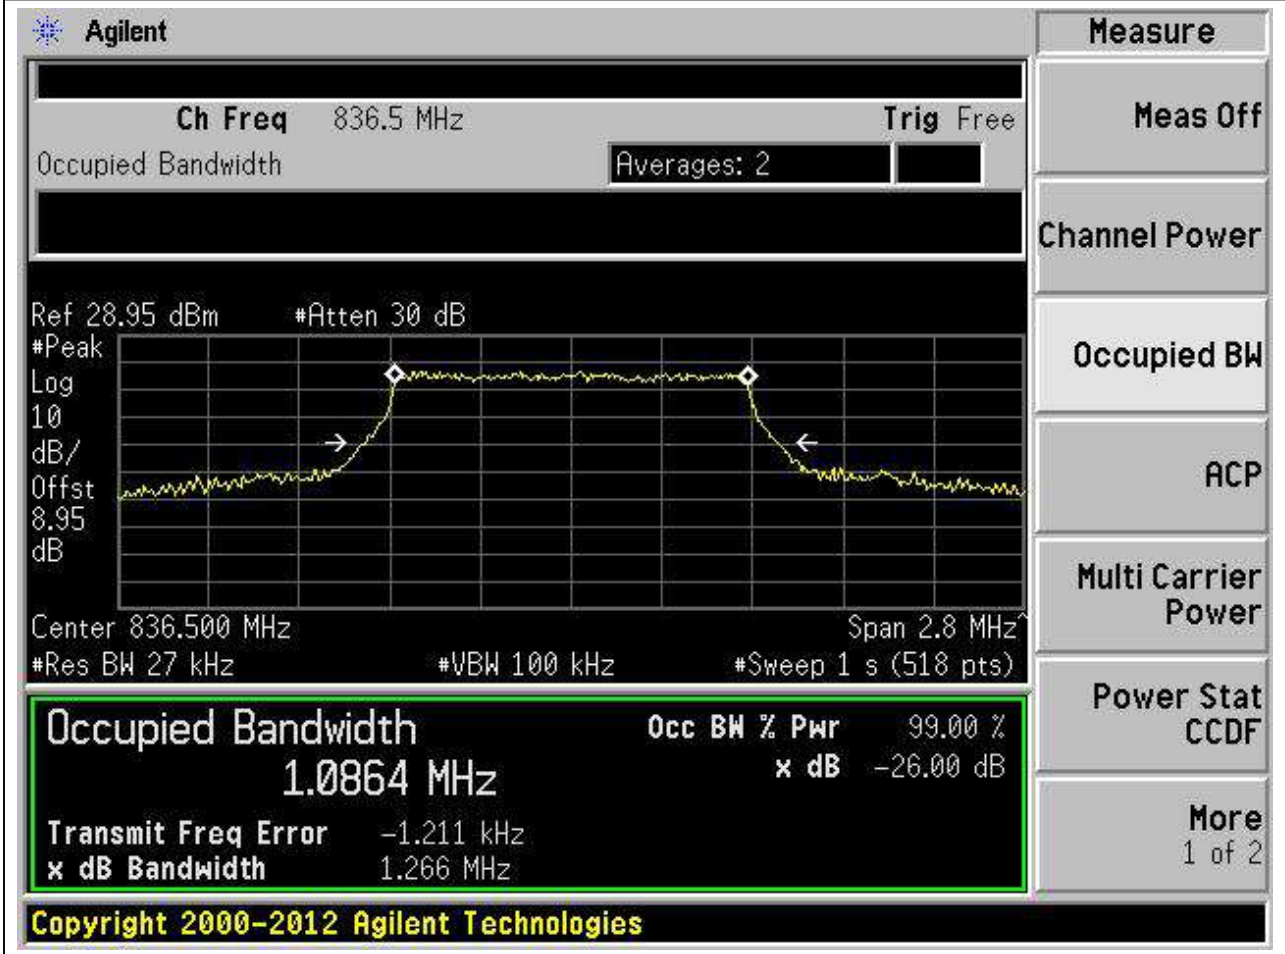 Agilent
Measure
Ch Freq 836.5 MHz Trig Free
Occupied Bandwidth Averages: 2
Meas Off
Channel Power
Occupied BW
ACP
Multi Carrier
Power
Power Stat
CCDF
More
1 of 2
Ref 28.95 dBm #Atten 30 dB
#Peak
Log
10
dB/
Offst
8.95
dB
Center 836.500 MHz Span 2.8 MHz^
#Res BW 27 kHz #VBW 100 kHz #Sweep 1 s (518 pts)
Occupied Bandwidth Occ BW % Pwr 99.00 %
1.0864 MHz x dB -26.00 dB
Transmit Freq Error -1.211 kHz
x dB Bandwidth 1.266 MHz
Copyright 2000-2012 Agilent Technologies